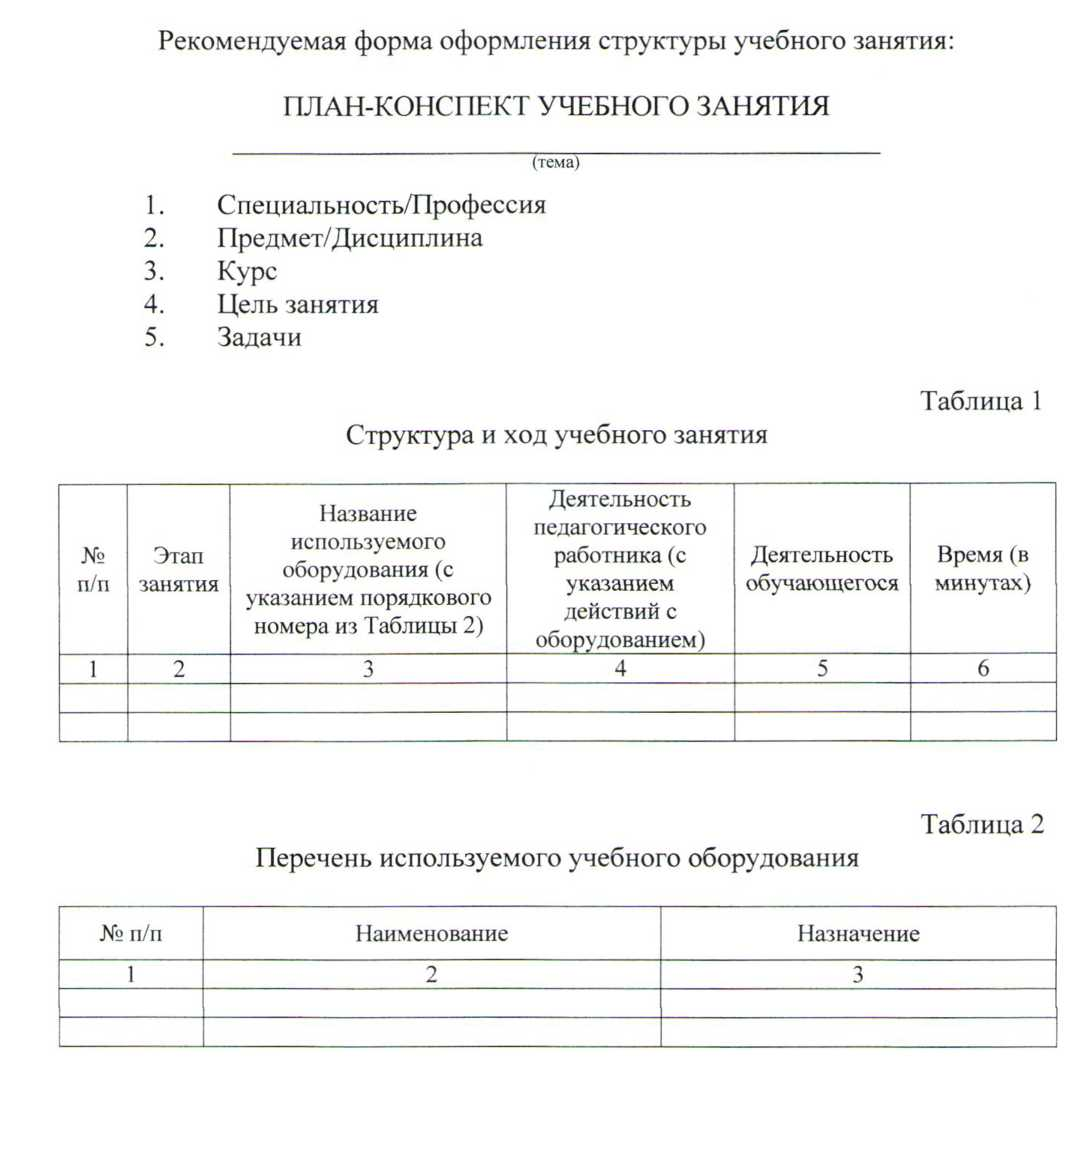 Рекомендуемая форма оформления структуры учебного занятия:
ПЛАН-КОНСПЕКТ УЧЕБНОГО ЗАНЯТИЯ
(тема)
1. Специальность/Профессия
2. Предмет/Дисциплина
3. Курс
4. Цель занятия
5. Задачи
Таблица 1
Структура и ход учебного занятия
№
п/п
Этап
занятия
Название
используемого
оборудования (с
указанием порядкового
номера из Таблицы 2)
Деятельность
педагогического
работника (с
указанием
действий с
оборудованием)
Деятельность
обучающегося
Время (в
минутах)
1 2 3 4 5 6
Таблица 2
Перечень используемого учебного оборудования
№ п/п Наименование Назначение
1 2 3